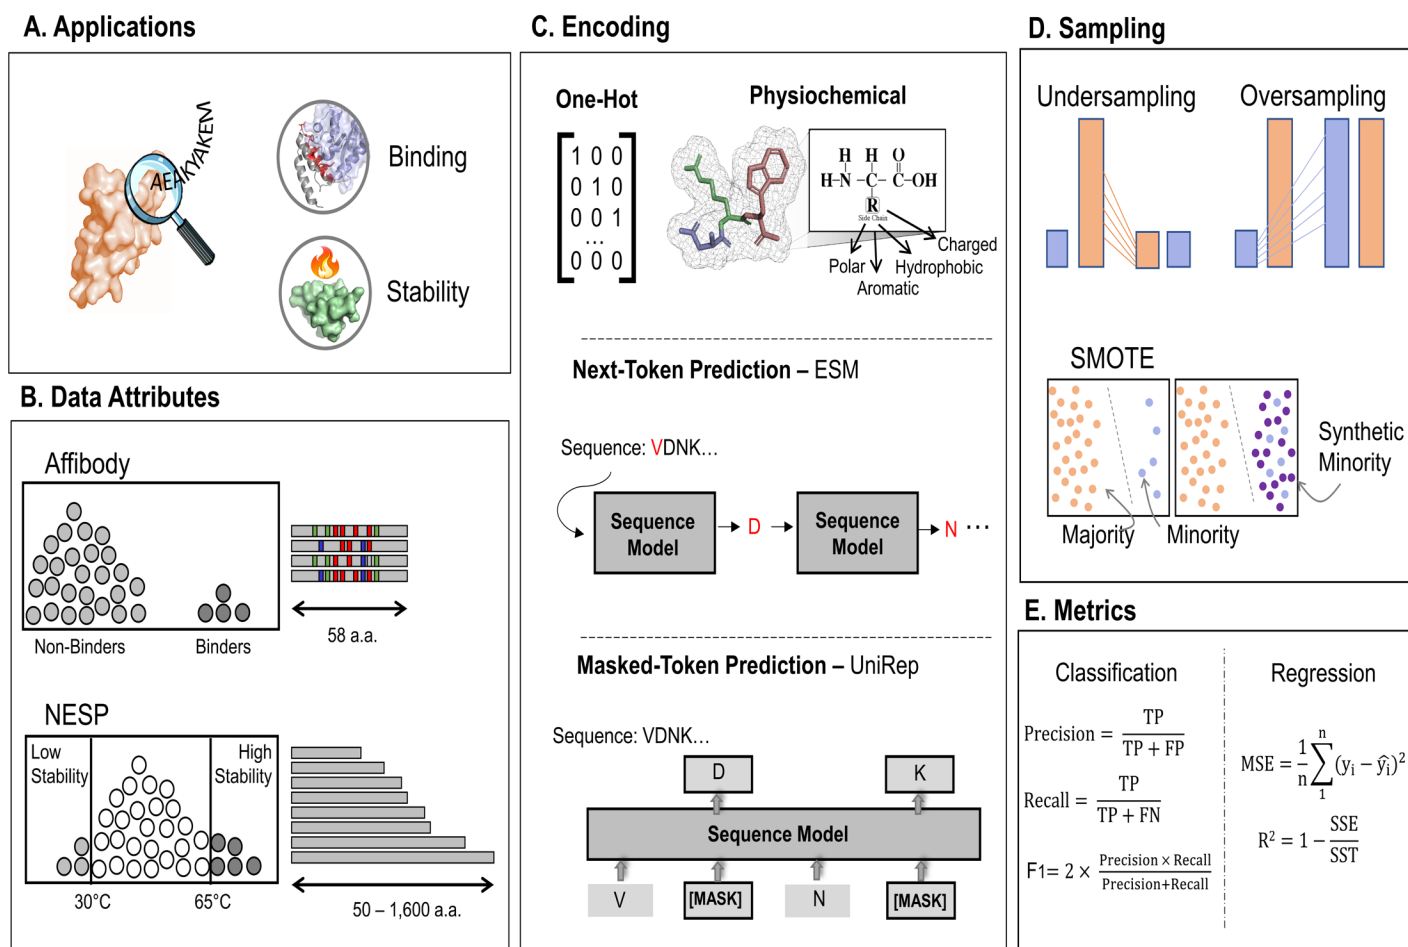 A. Applications
AEAKYAKEM
Binding
Stability
B. Data Attributes
Affibody
Non-Binders
Binders
58 a.a.
NESP
Low
Stability
High
Stability
30°C
65°C
50 – 1,600 a.a.
C. Encoding
One-Hot
1 0 0
0 1 0
0 0 1
...
0 0 0
Physiochemical
H H O
H–N–C–C–OH
R
Side Chain
Charged
Polar
Hydrophobic
Aromatic
Next-Token Prediction – ESM
Sequence: VDNK...
Sequence
Model
D
Sequence
Model
N ...
Masked-Token Prediction – UniRep
Sequence: VDNK...
D
K
Sequence Model
V
[MASK]
N
[MASK]
D. Sampling
Undersampling
Oversampling
SMOTE
Synthetic
Minority
Majority
Minority
E. Metrics
Classification
Precision = TP / TP + FP
Recall = TP / TP + FN
F1= 2 × Precision × Recall / Precision+Recall
Regression
MSE = 1/n n∑1 (yi − ŷi)²
R² = 1 − SSE / SST